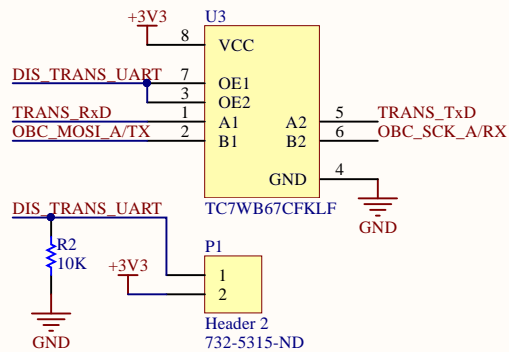 +3V3
U3
8 VCC
DIS_TRANS_UART 7 OE1
3 OE2
TRANS_RxD 1 A1 A2 5 TRANS_TxD
OBC_MOSI_A/TX 2 B1 B2 6 OBC_SCK_A/RX
GND 4
TC7WB67CFKLF
GND
DIS_TRANS_UART
R2
10K
P1
+3V3
1
2
Header 2
GND
732-5315-ND